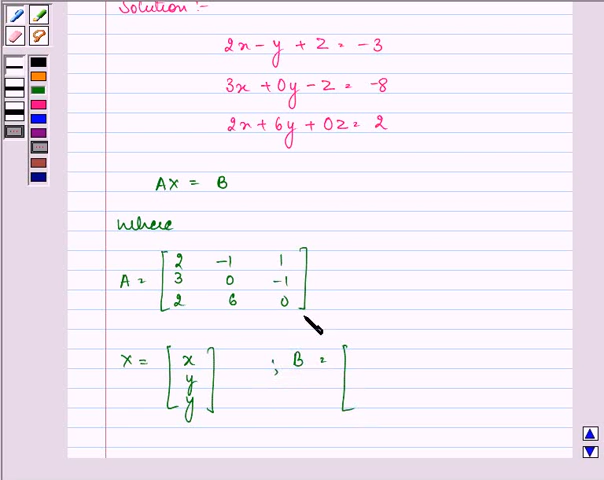 Solution :-
2x - y + z = -3
3x + 0y - z = -8
2x + 6y + 0z = 2
AX = B
where
A = [ 2 -1 1
3 0 -1
2 6 0 ]
X = [ x y y ] ; B = [